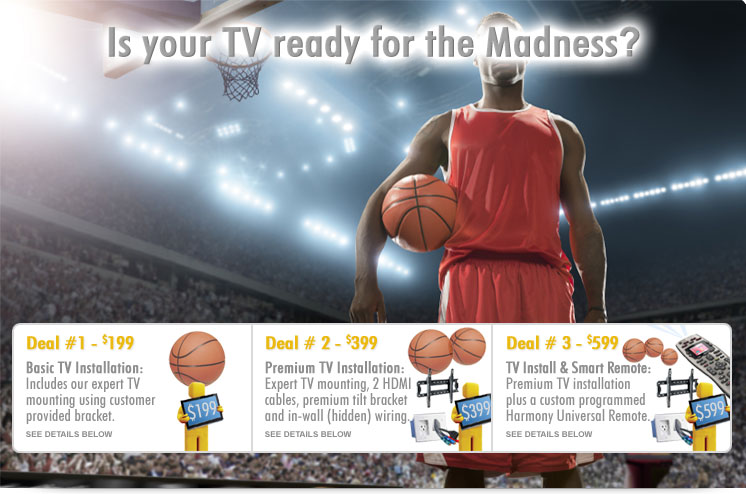 Is your TV ready for the Madness?
Deal #1 - $199
Basic TV Installation:
Includes our expert TV
mounting using customer
provided bracket.
SEE DETAILS BELOW
$199
Deal # 2 - $399
Premium TV Installation:
Expert TV mounting, 2 HDMI
cables, premium tilt bracket
and in-wall (hidden) wiring.
SEE DETAILS BELOW
$399
Deal # 3 - $599
TV Install & Smart Remote:
Premium TV installation
plus a custom programmed
Harmony Universal Remote.
SEE DETAILS BELOW
$599